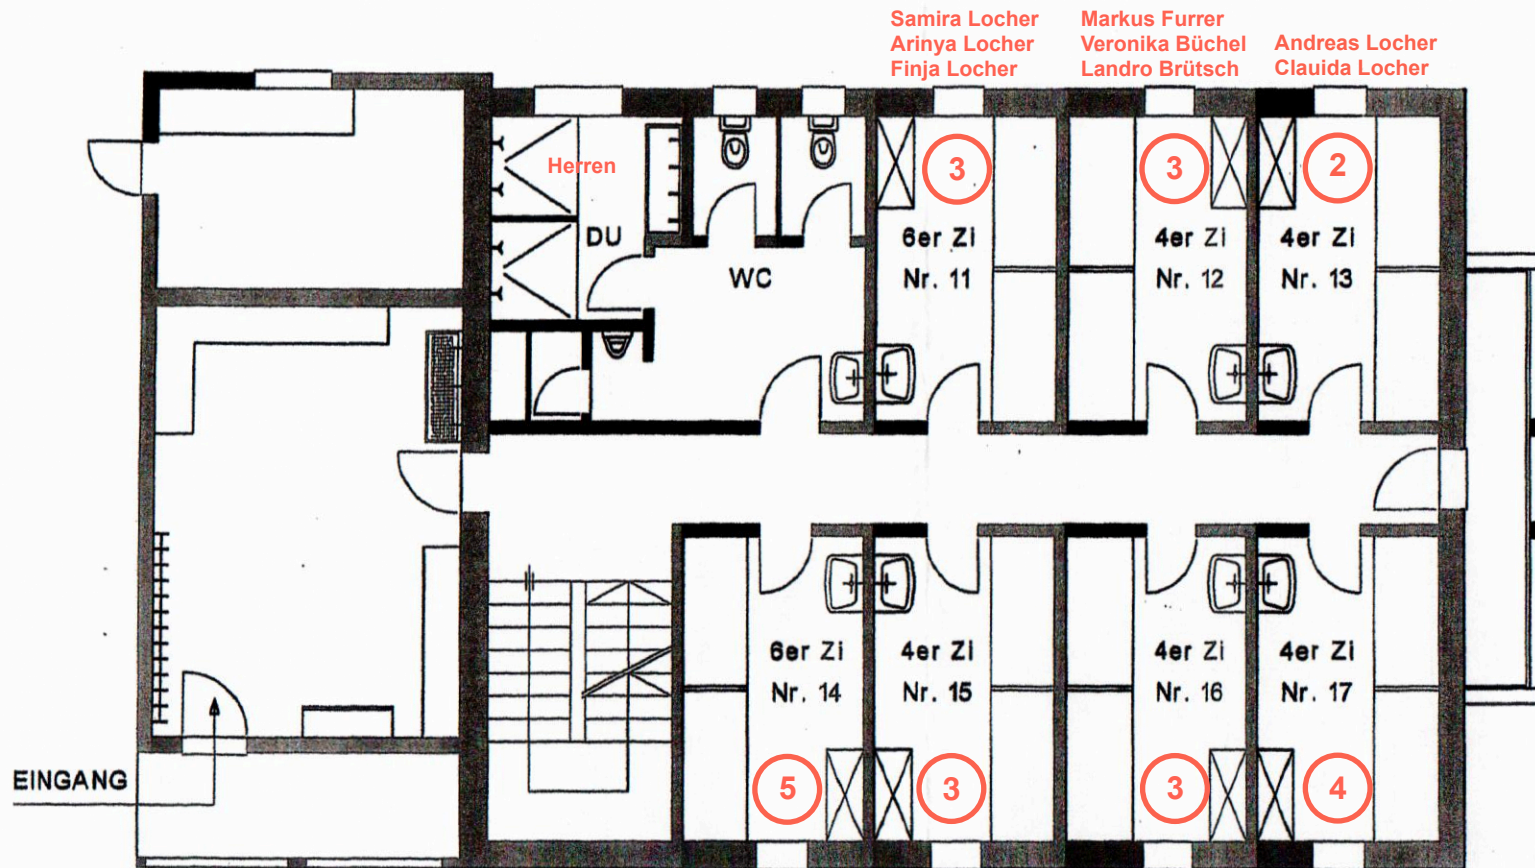 Samira Locher
Arinya Locher
Finja Locher
Markus Furrer
Veronika Büchel
Landro Brütsch
Andreas Locher
Clauida Locher
Herren
3
3
2
DU
WC
6er Zi
Nr. 11
4er Zi
Nr. 12
4er Zi
Nr. 13
6er Zi
Nr. 14
4er Zi
Nr. 15
4er Zi
Nr. 16
4er Zi
Nr. 17
EINGANG
5
3
3
4